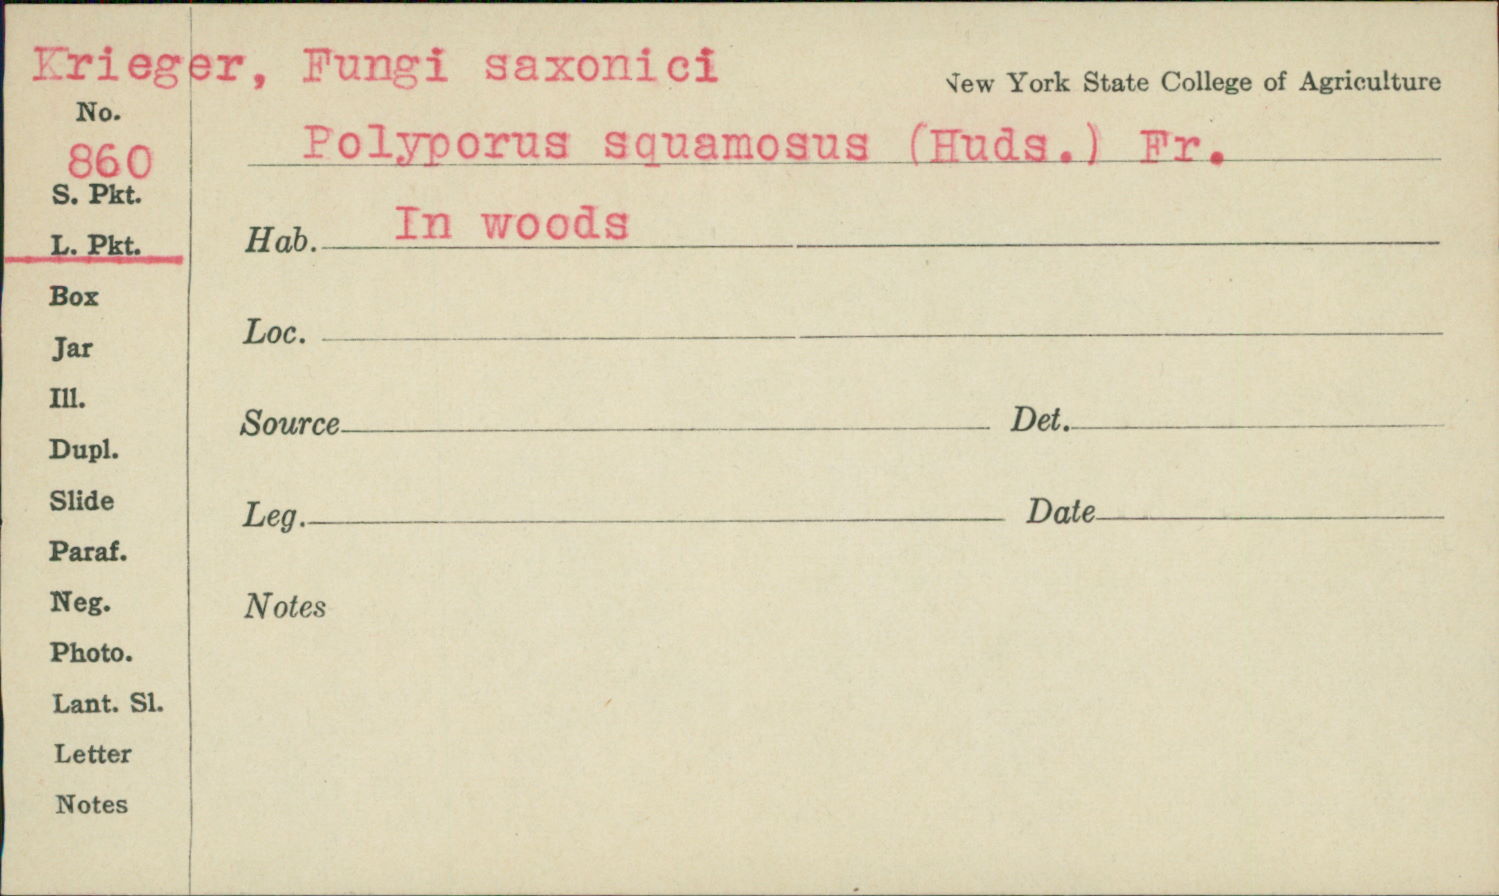 Krieger, Fungi saxonici
New York State College of Agriculture
No.
860
Polyporus squamosus (Huds.) Fr.
S. Pkt.
L. Pkt.
Hab. In woods
Box
Jar
Loc.
Ill.
Source Det.
Dupl.
Slide
Leg. Date
Paraf.
Neg.
Notes
Photo.
Lant. Sl.
Letter
Notes